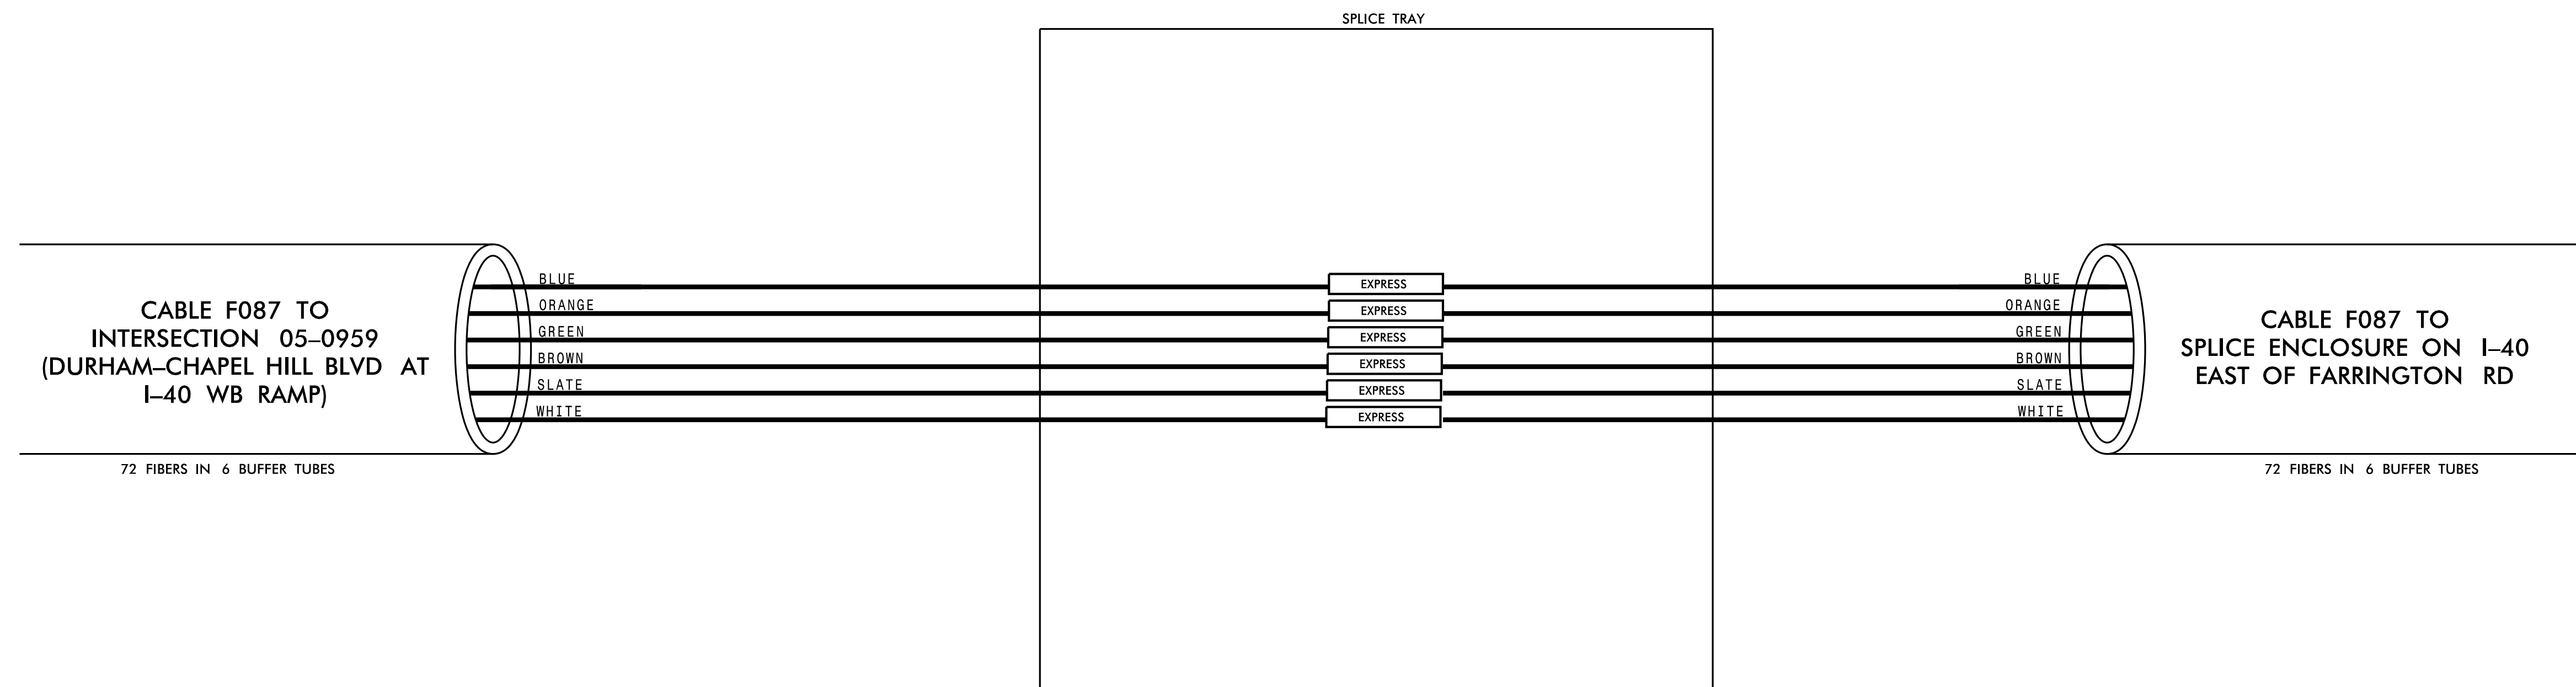 SPLICE TRAY
CABLE F087 TO
INTERSECTION 05–0959
(DURHAM–CHAPEL HILL BLVD AT
I–40 WB RAMP)
72 FIBERS IN 6 BUFFER TUBES
BLUE EXPRESS BLUE
ORANGE EXPRESS ORANGE
GREEN EXPRESS GREEN
BROWN EXPRESS BROWN
SLATE EXPRESS SLATE
WHITE EXPRESS WHITE
CABLE F087 TO
SPLICE ENCLOSURE ON I–40
EAST OF FARRINGTON RD
72 FIBERS IN 6 BUFFER TUBES